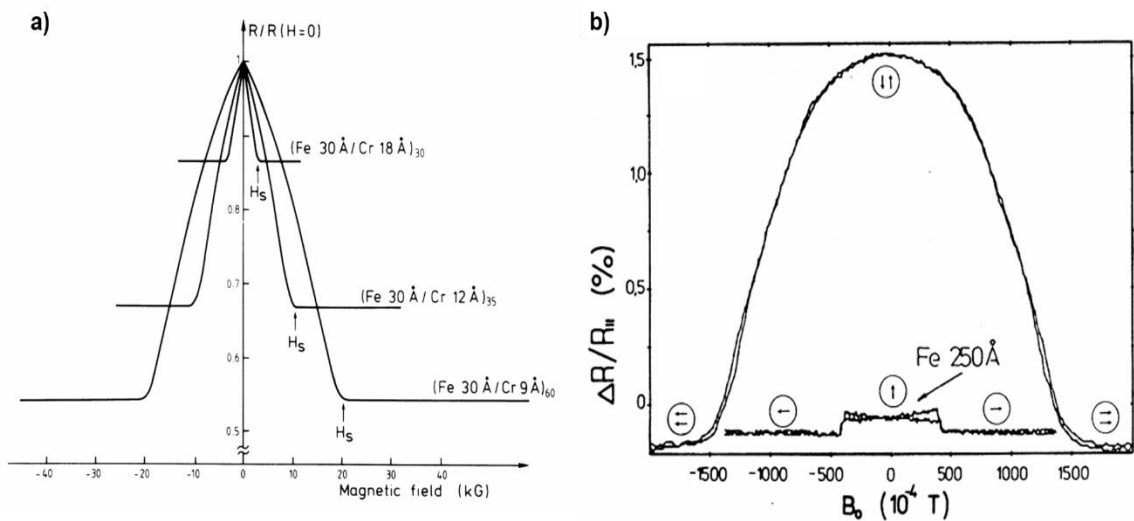 a)
R/R(H=0)
1
(Fe 30 Å/Cr 18 Å)30
Hs
0.8
0.7
(Fe 30 Å/Cr 12 Å)35
Hs
0.6
(Fe 30 Å/Cr 9 Å)60
Hs
0.5
-40 -30 -20 -10 0 10 20 30 40
Magnetic field (kG)
b)
1,5
1,0
0,5
0
ΔR/R‖ (%)
Fe 250Å
-1500 -1000 -500 0 500 1000 1500
B₀ (10⁻⁴ T)